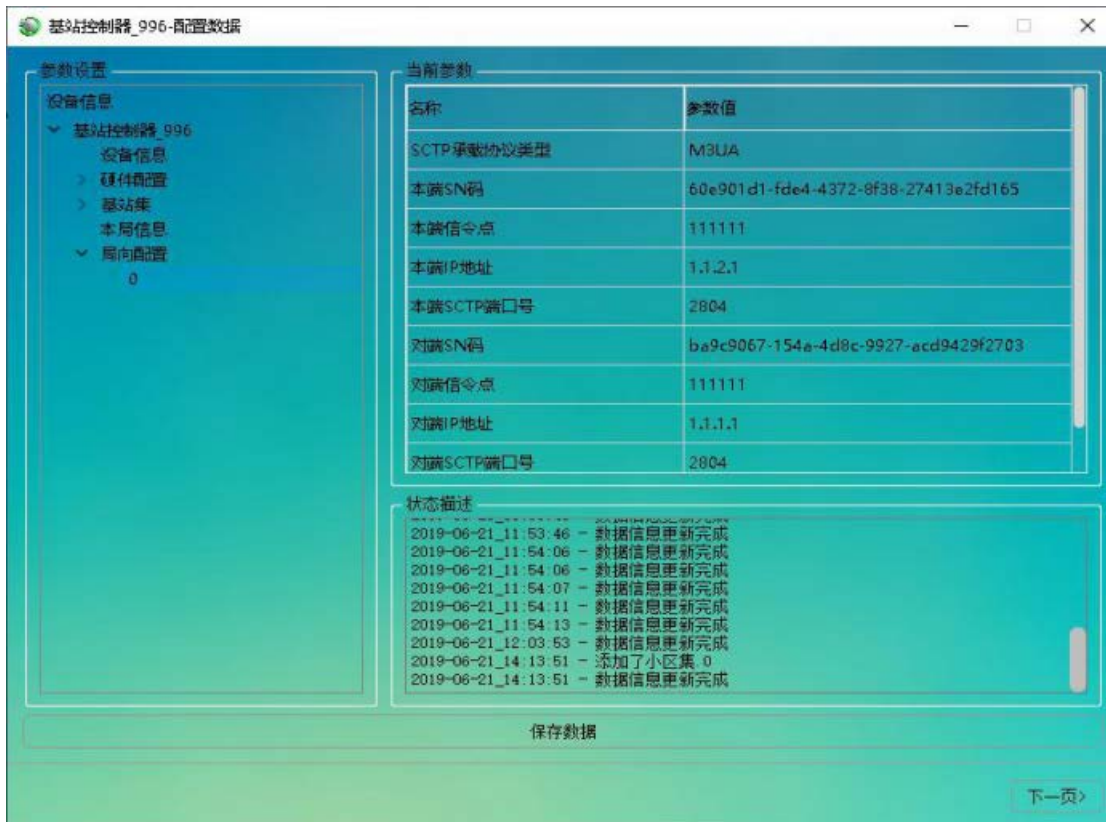 基站控制器_996-配置数据
参数设置
设备信息
基站控制器_996
设备信息
硬件配置
基站集
本局信息
局向配置
0
当前参数
名称 参数值
SCTP承载协议类型 M3UA
本端SN码 60e901d1-fde4-4372-8f38-27413e2fd165
本端信令点 111111
本端IP地址 1.1.2.1
本端SCTP端口号 2804
对端SN码 ba9c9067-154a-4d8c-9927-acd9429f2703
对端信令点 111111
对端IP地址 1.1.1.1
对端SCTP端口号 2804
状态描述
2019-06-21_11:53:46 - 数据信息更新完成
2019-06-21_11:54:06 - 数据信息更新完成
2019-06-21_11:54:06 - 数据信息更新完成
2019-06-21_11:54:07 - 数据信息更新完成
2019-06-21_11:54:11 - 数据信息更新完成
2019-06-21_11:54:13 - 数据信息更新完成
2019-06-21_12:03:53 - 数据信息更新完成
2019-06-21_14:13:51 - 添加了小区集.0
2019-06-21_14:13:51 - 数据信息更新完成
保存数据
下一页>